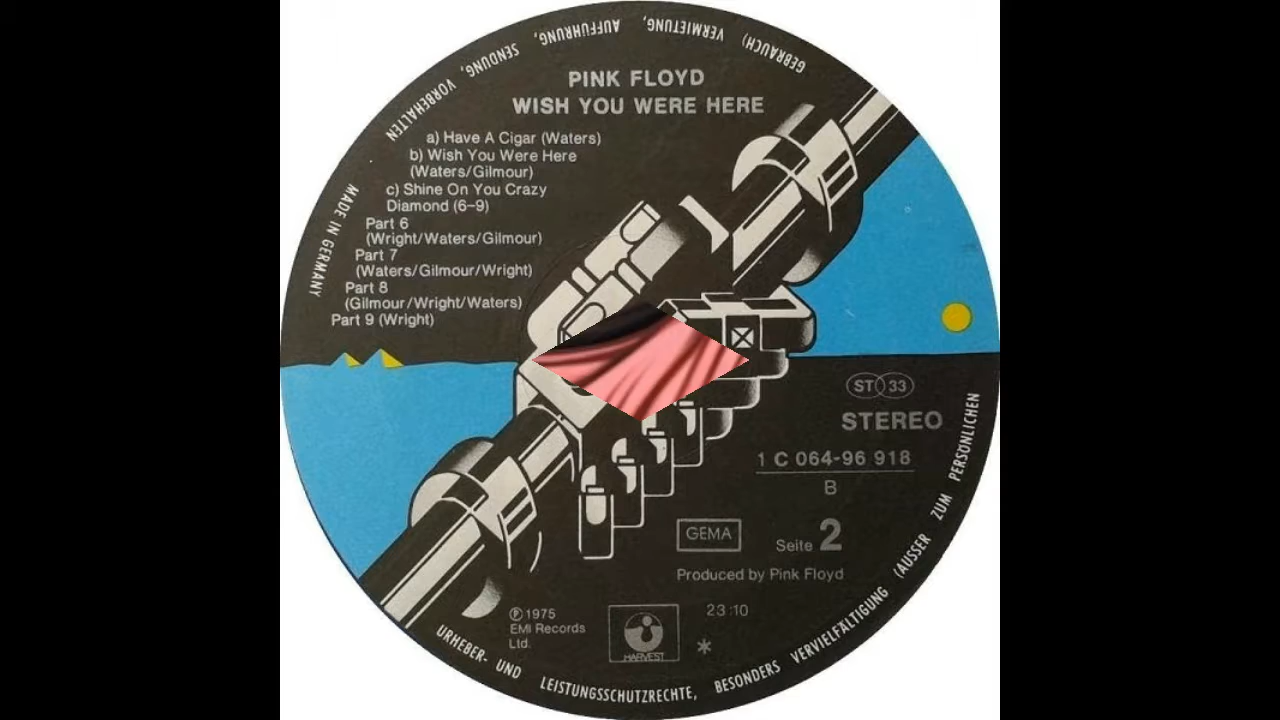 PINK FLOYD
WISH YOU WERE HERE
a) Have A Cigar (Waters)
b) Wish You Were Here
(Waters/Gilmour)
c) Shine On You Crazy
Diamond (6-9)
Part 6
(Wright/Waters/Gilmour)
Part 7
(Waters/Gilmour/Wright)
Part 8
(Gilmour/Wright/Waters)
Part 9 (Wright)
ST 33
STEREO
1 C 064-96 918
B
GEMA
Seite 2
Produced by Pink Floyd
23:10
Ⓟ 1975
EMI Records
Ltd.
HARVEST
*
MADE IN GERMANY
URHEBER- UND LEISTUNGSSCHUTZRECHTE, BESONDERS VERVIELFÄLTIGUNG (AUSSER ZUM PERSÖNLICHEN GEBRAUCH) VERMIETUNG, AUFFÜHRUNG, SENDUNG, VORBEHALTEN